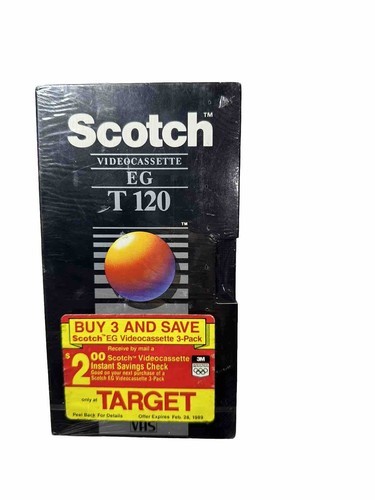 Scotch™
VIDEOCASSETTE
EG
T 120
™
BUY 3 AND SAVE
Scotch™ EG Videocassette 3-Pack
Receive by mail a
$2.00 Scotch™ Videocassette
Instant Savings Check
Good on your next purchase of a
Scotch EG Videocassette 3-Pack
3M
only at TARGET
Peel Back For Details Offer Expires Feb. 28, 1989
VHS